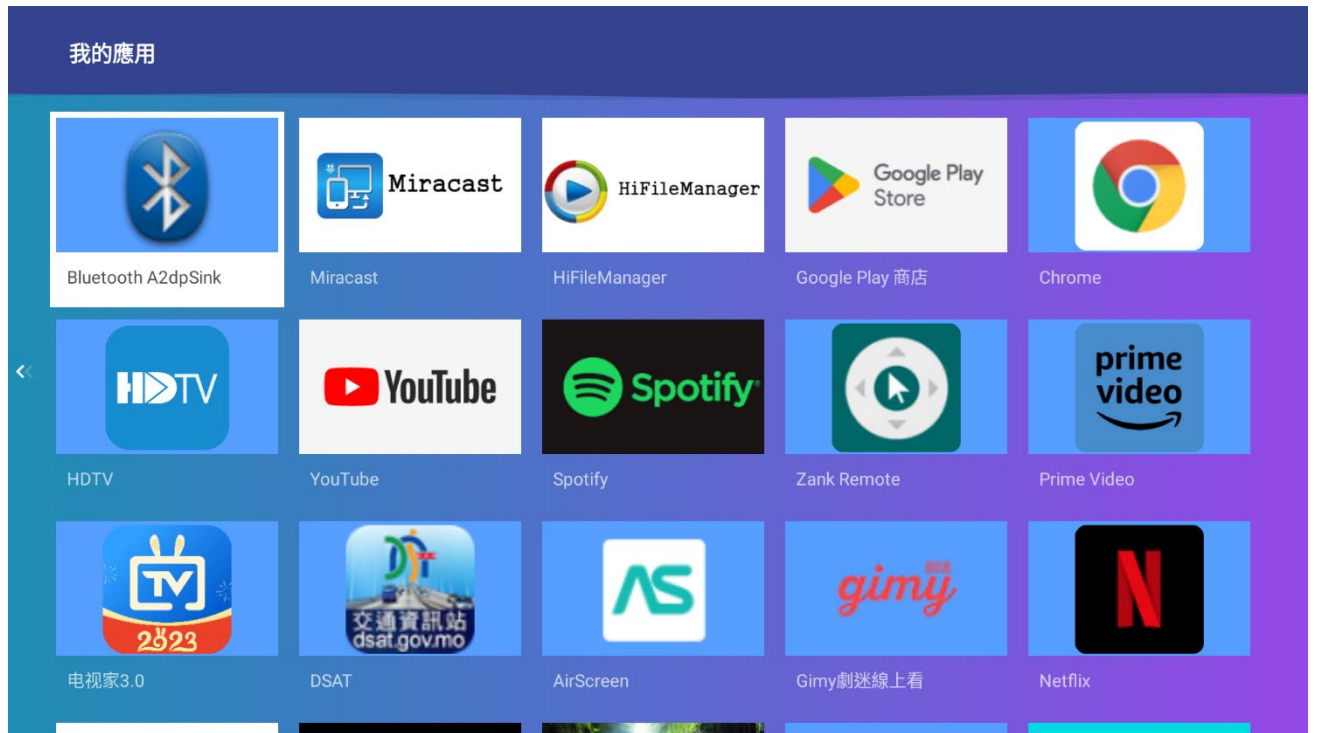 我的應用
Miracast
HiFileManager
Google Play
Store
Bluetooth A2dpSink
Miracast
HiFileManager
Google Play 商店
Chrome
HDTV
YouTube
Spotify
prime
video
HDTV
YouTube
Spotify
Zank Remote
Prime Video
TV
2023
交通資訊站
dsat.gov.mo
AS
gimy
N
电视家3.0
DSAT
AirScreen
Gimy劇迷線上看
Netflix